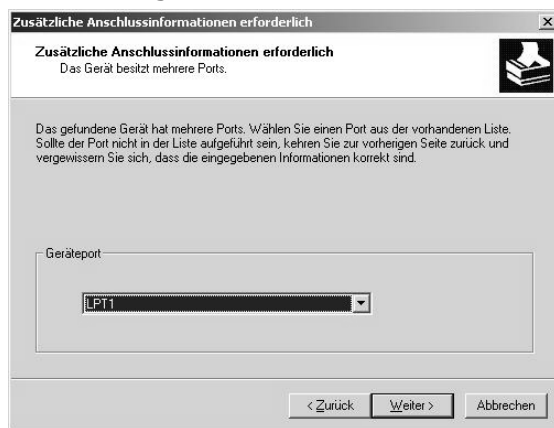 Zusätzliche Anschlussinformationen erforderlich
Zusätzliche Anschlussinformationen erforderlich
Das Gerät besitzt mehrere Ports.
Das gefundene Gerät hat mehrere Ports. Wählen Sie einen Port aus der vorhandenen Liste.
Sollte der Port nicht in der Liste aufgeführt sein, kehren Sie zur vorherigen Seite zurück und
vergewissern Sie sich, dass die eingegebenen Informationen korrekt sind.
Geräteport
LPT1
< Zurück Weiter > Abbrechen